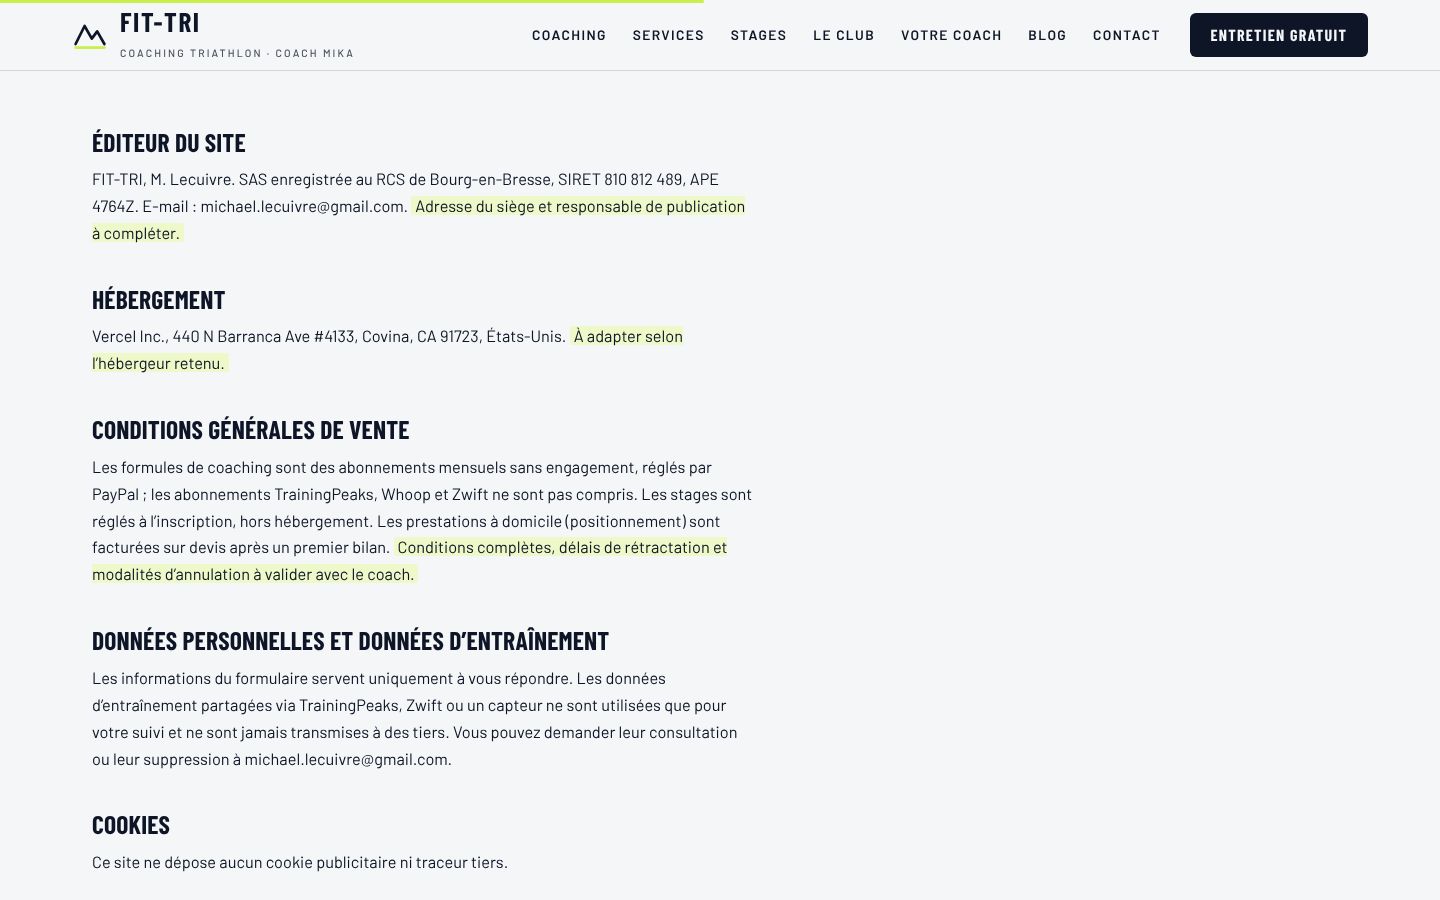 FIT-TRI
COACHING TRIATHLON · COACH MIKA
COACHING SERVICES STAGES LE CLUB VOTRE COACH BLOG CONTACT ENTRETIEN GRATUIT
ÉDITEUR DU SITE
FIT-TRI, M. Lecuivre. SAS enregistrée au RCS de Bourg-en-Bresse, SIRET 810 812 489, APE
4764Z. E-mail : michael.lecuivre@gmail.com. Adresse du siège et responsable de publication
à compléter.
HÉBERGEMENT
Vercel Inc., 440 N Barranca Ave #4133, Covina, CA 91723, États-Unis. À adapter selon
l’hébergeur retenu.
CONDITIONS GÉNÉRALES DE VENTE
Les formules de coaching sont des abonnements mensuels sans engagement, réglés par
PayPal ; les abonnements TrainingPeaks, Whoop et Zwift ne sont pas compris. Les stages sont
réglés à l’inscription, hors hébergement. Les prestations à domicile (positionnement) sont
facturées sur devis après un premier bilan. Conditions complètes, délais de rétractation et
modalités d’annulation à valider avec le coach.
DONNÉES PERSONNELLES ET DONNÉES D’ENTRAÎNEMENT
Les informations du formulaire servent uniquement à vous répondre. Les données
d’entraînement partagées via TrainingPeaks, Zwift ou un capteur ne sont utilisées que pour
votre suivi et ne sont jamais transmises à des tiers. Vous pouvez demander leur consultation
ou leur suppression à michael.lecuivre@gmail.com.
COOKIES
Ce site ne dépose aucun cookie publicitaire ni traceur tiers.